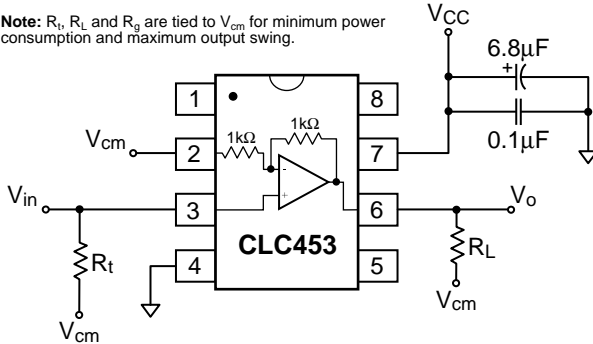 Note: Rt, RL and Rg are tied to Vcm for minimum power
consumption and maximum output swing.
VCC
6.8µF
+
0.1µF
1
8
Vcm
2
1kΩ
1kΩ
7
-
+
Vin
3
6
Vo
CLC453
Rt
4
5
RL
Vcm
Vcm